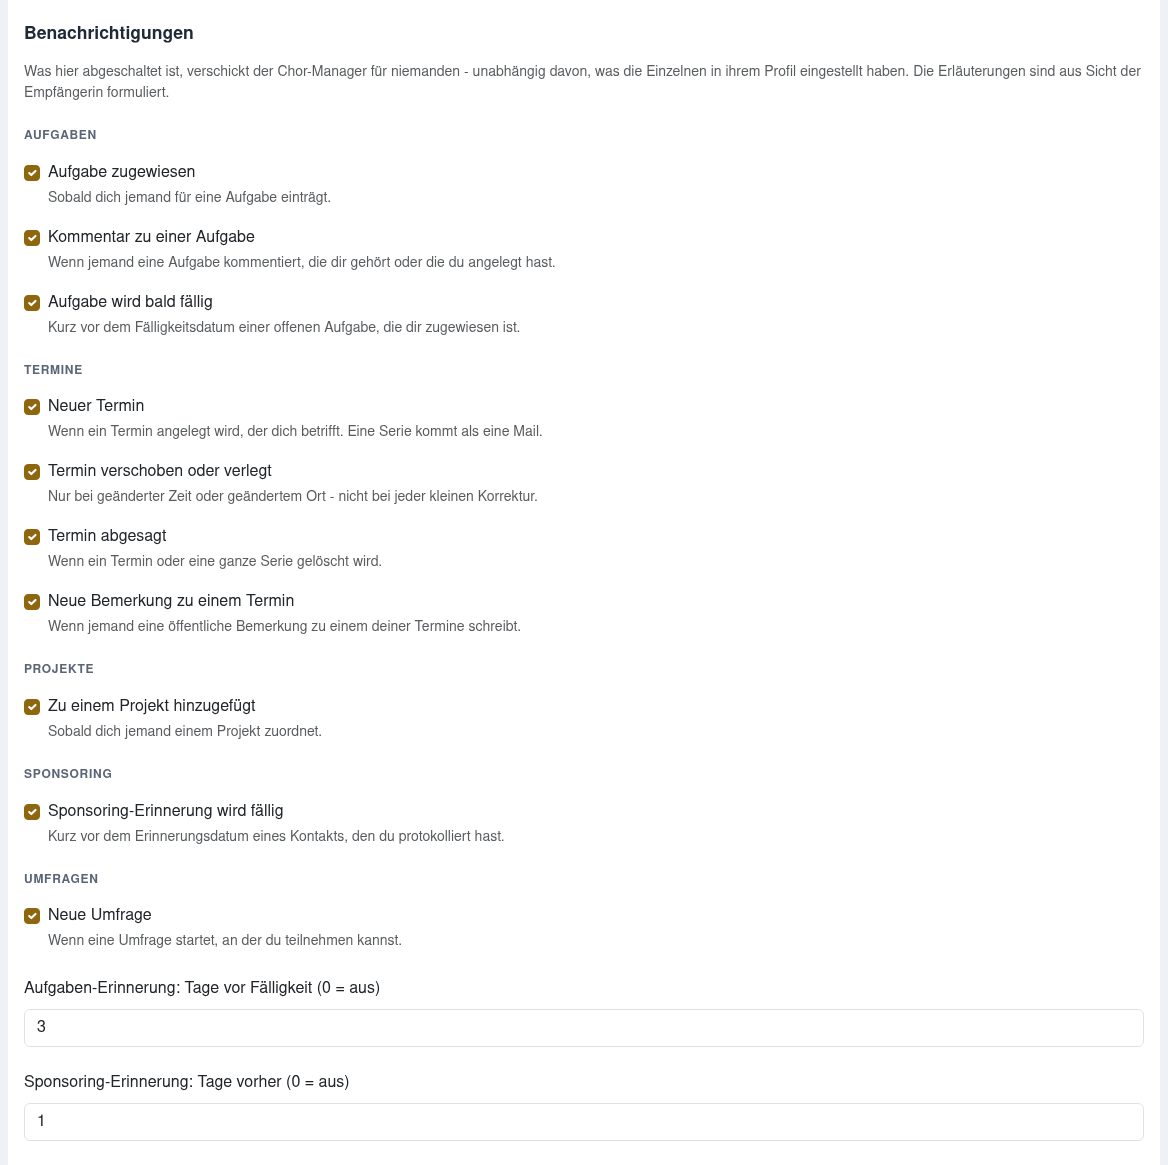 Benachrichtigungen
Was hier abgeschaltet ist, verschickt der Chor-Manager für niemanden - unabhängig davon, was die Einzelnen in ihrem Profil eingestellt haben. Die Erläuterungen sind aus Sicht der
Empfängerin formuliert.
AUFGABEN
Aufgabe zugewiesen
Sobald dich jemand für eine Aufgabe einträgt.
Kommentar zu einer Aufgabe
Wenn jemand eine Aufgabe kommentiert, die dir gehört oder die du angelegt hast.
Aufgabe wird bald fällig
Kurz vor dem Fälligkeitsdatum einer offenen Aufgabe, die dir zugewiesen ist.
TERMINE
Neuer Termin
Wenn ein Termin angelegt wird, der dich betrifft. Eine Serie kommt als eine Mail.
Termin verschoben oder verlegt
Nur bei geänderter Zeit oder geändertem Ort - nicht bei jeder kleinen Korrektur.
Termin abgesagt
Wenn ein Termin oder eine ganze Serie gelöscht wird.
Neue Bemerkung zu einem Termin
Wenn jemand eine öffentliche Bemerkung zu einem deiner Termine schreibt.
PROJEKTE
Zu einem Projekt hinzugefügt
Sobald dich jemand einem Projekt zuordnet.
SPONSORING
Sponsoring-Erinnerung wird fällig
Kurz vor dem Erinnerungsdatum eines Kontakts, den du protokolliert hast.
UMFRAGEN
Neue Umfrage
Wenn eine Umfrage startet, an der du teilnehmen kannst.
Aufgaben-Erinnerung: Tage vor Fälligkeit (0 = aus)
3
Sponsoring-Erinnerung: Tage vorher (0 = aus)
1